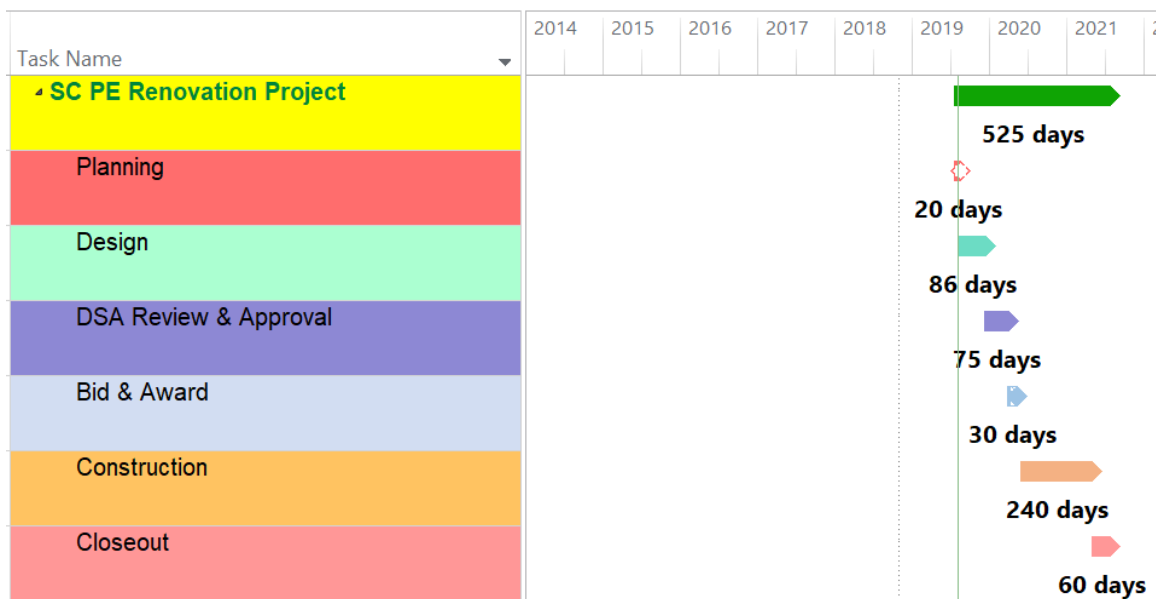 2014 2015 2016 2017 2018 2019 2020 2021
Task Name
SC PE Renovation Project
525 days
Planning
20 days
Design
86 days
DSA Review & Approval
75 days
Bid & Award
30 days
Construction
240 days
Closeout
60 days